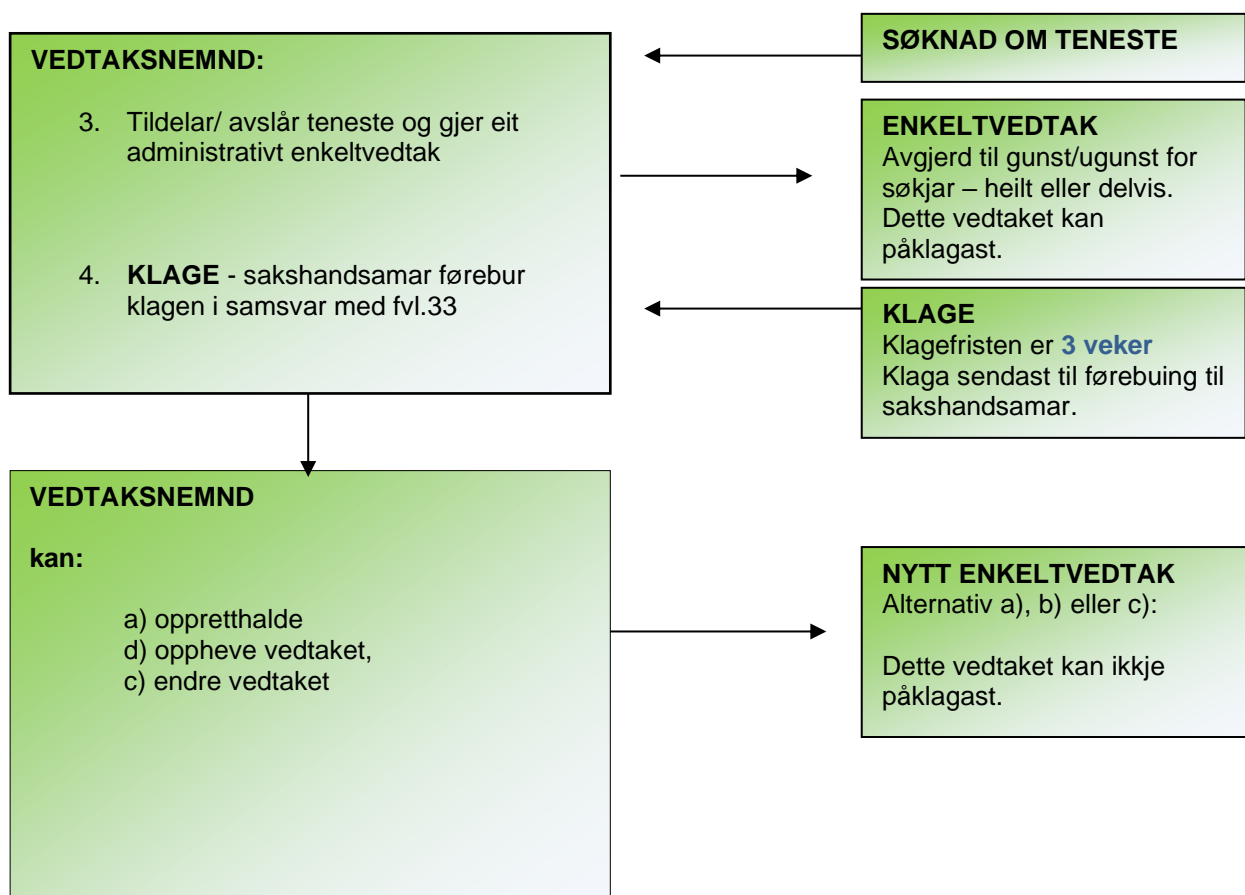 SØKNAD OM TENESTE
VEDTAKSNEMND:
3. Tildelar/ avslår teneste og gjer eit
administrativt enkeltvedtak
ENKELTVEDTAK
Avgjerd til gunst/ugunst for
søkjar – heilt eller delvis.
Dette vedtaket kan
påklagast.
4. KLAGE - sakshandsamar førebur
klagen i samsvar med fvl.33
KLAGE
Klagefristen er 3 veker
Klaga sendast til førebuing til
sakshandsamar.
VEDTAKSNEMND
kan:
a) oppretthalde
d) oppheve vedtaket,
c) endre vedtaket
NYTT ENKELTVEDTAK
Alternativ a), b) eller c):
Dette vedtaket kan ikkje
påklagast.